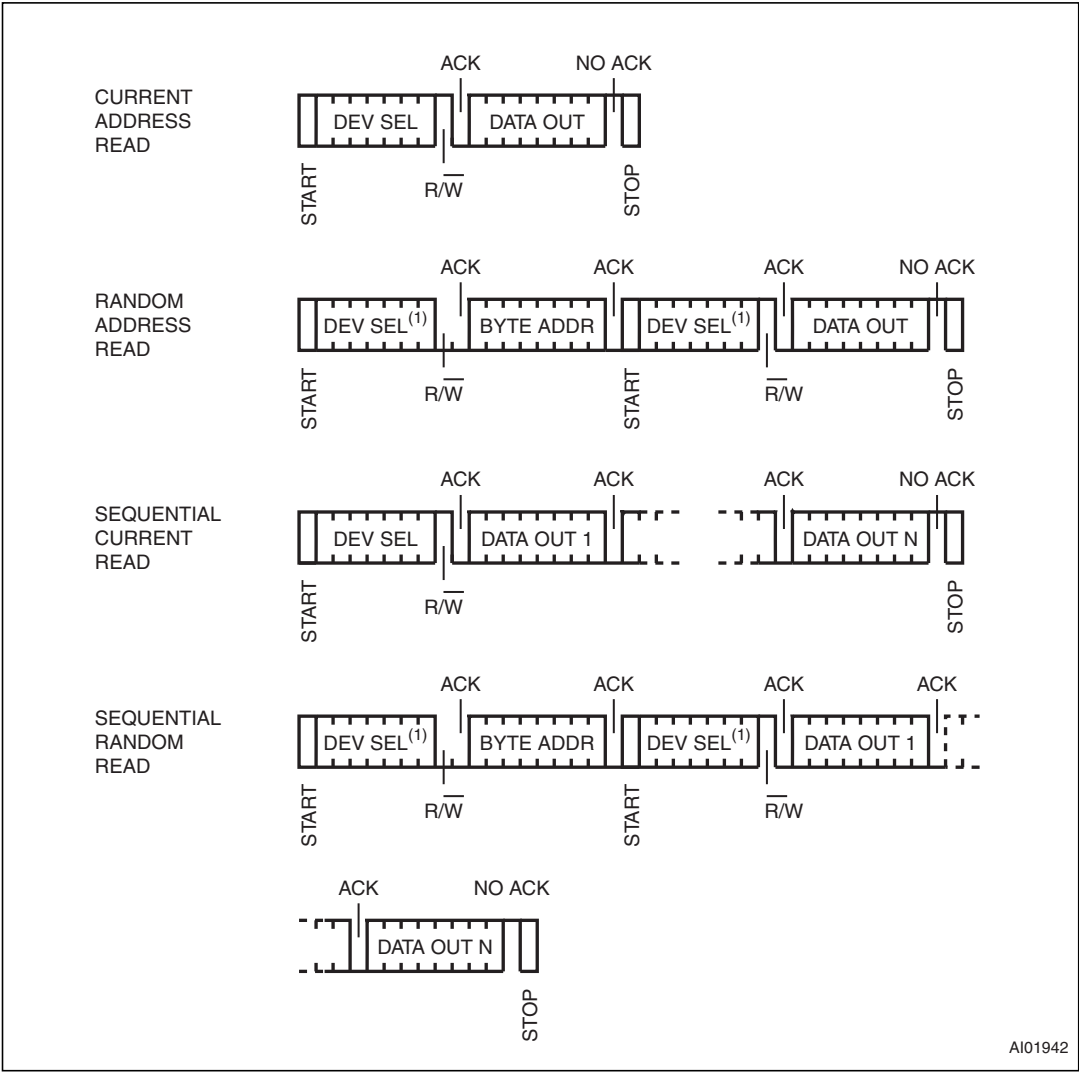 ACK NO ACK
CURRENT
ADDRESS
READ
DEV SEL DATA OUT
START R/W̅ STOP
ACK ACK ACK NO ACK
RANDOM
ADDRESS
READ
DEV SEL(1) BYTE ADDR DEV SEL(1) DATA OUT
START R/W̅ START R̅/W STOP
ACK ACK ACK NO ACK
SEQUENTIAL
CURRENT
READ
DEV SEL DATA OUT 1 DATA OUT N
START R/W̅ STOP
ACK ACK ACK ACK
SEQUENTIAL
RANDOM
READ
DEV SEL(1) BYTE ADDR DEV SEL(1) DATA OUT 1
START R/W̅ START R̅/W
ACK NO ACK
DATA OUT N
STOP
AI01942